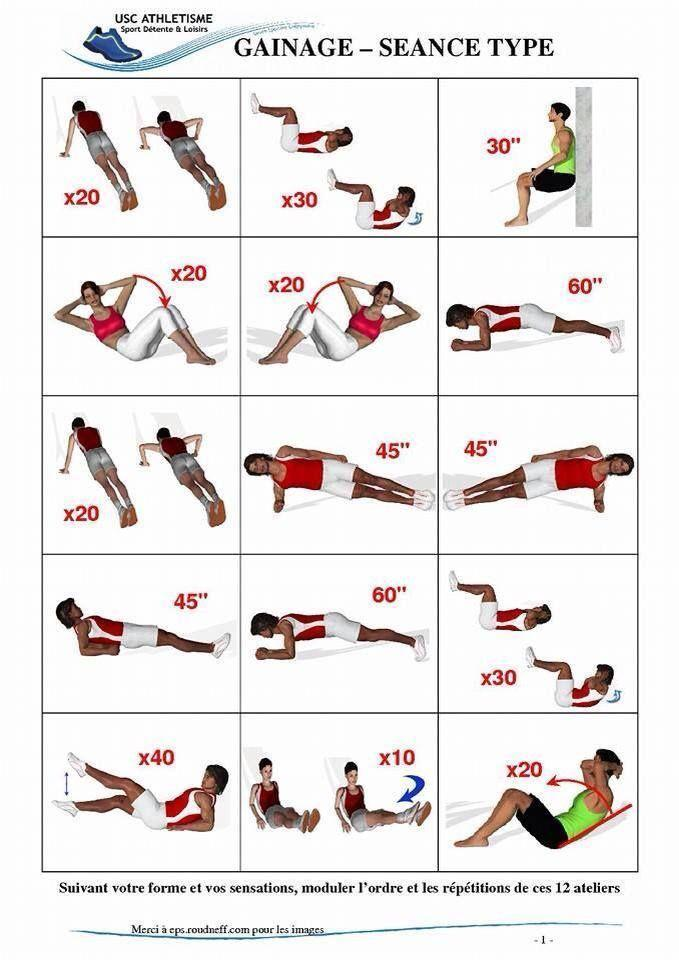 USC ATHLETISME
Sport Détente & Loisirs
GAINAGE – SEANCE TYPE
x20
x30
30"
x20
x20
60"
x20
45"
45"
45"
60"
x30
x40
x10
x20
Suivant votre forme et vos sensations, moduler l'ordre et les répétitions de ces 12 ateliers
Merci à eps.roudneff.com pour les images
- 1 -